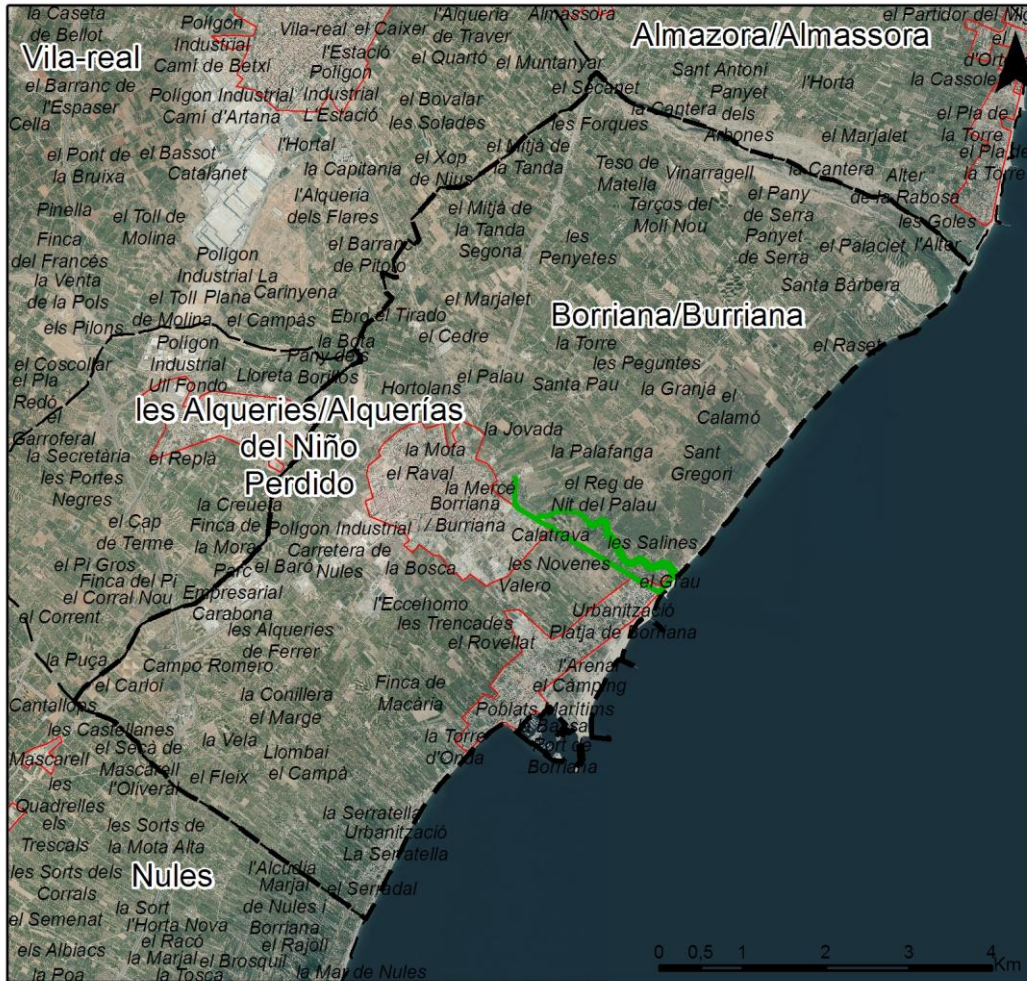 la Caseta
de Bellot
Polígon
Industrial
Camí de Betxí
Vila-real
el Caixer
l'Estació
Polígon
Industrial
L'Estació
l'Alqueria
de Traver
el Quartó
Almassora
el Muntanyar
Almazora/Almassora
el Partidor del Mig
el
d'Ort
la Cassole
Vila-real
el Barranc de
l'Espaser
Cella
Polígon Industrial
Camí d'Artana
el Bovalar
les Solades
el Secanet
les Forques
Sant Antoni
Panyet
la Cantera
dels
Arbones
l'Horta
el Marjalet
el Pla de
la Torre
el Pla de
la Torre
el Pont de
la Bruixa
el Bassot
Catalanet
l'Hortal
la Capitania
el Xop
de Nius
el Mitjà de
la Tanda
Teso de
Matella
Vinarragell
Tarços del
Molí Nou
la Cantera
Alter
de la Rabosa
les Goles
Pinella
el Toll de
Molina
l'Alqueria
dels Flares
el Mitjà de
la Tanda
Segona
el Pany
de Serra
Panyet
de Serra
el Palaciet
l'Alter
Finca
del Francés
la Venta
de la Pols
els Pilons
Polígon
Industrial La
Plana
el Toll
de Molina
Carinyena
el Campàs
el Barranc
de Pitoto
les
Penyetes
Santa Bàrbera
Ebro
el Tirado
el Marjalet
el Cedre
Borriana/Burriana
el Raset
el Coscollar
el Pla
Redó
el
Garroferal
Polígon
Industrial
Ull Fondo
la Bota
Pany dels
Borillos
Lloreta
Hortolans
el Palau
la Torre
les Peguntes
Santa Pau
la Granja
el
Calamó
les Alqueries/Alquerías
del Niño
Perdido
la Secretària
les Portes
Negres
el Replà
la Jovada
la Mota
el Raval
la Mercé
la Palafanga
Sant
Gregori
el Reg de
Nit del Palau
la Creueta
Finca de
la Mora
Borriana
/ Burriana
Calatrava
les Salines
el Cap
de Terme
el Pi Gros
Finca del Pi
el Corral Nou
el Corrent
Polígon Industrial
Carretera de
Nules
el Baró
la Bosca
les Novenes
Valero
el Grau
Parc
Empresarial
Carabona
l'Eccehomo
les Trencades
el Rovellat
Urbanització
Platja de Borriana
les Alqueries
de Ferrer
la Puça
el Carloi
Campo Romero
l'Arenal
el Càmping
Cantallops
la Conillera
el Marge
Finca de
Macària
Poblats Marítims
la Bassa
Port de
Borriana
les Castellanes
el Secà de
Mascarell
Mascarell
l'Oliveral
la Vela
Llombai
el Campà
la Torre
d'Onda
el Fleix
les
Quadrelles
els
Trescals
les Sorts de
la Mota Alta
la Serratella
Urbanització
La Serratella
les Sorts dels
Corrals
Nules
l'Alcúdia
Marjal
de Nules i
Borriana
el Serradal
el Semenat
la Sort
l'Horta Nova
el Racó
el Rajolí
els Albiacs
la Marjal
el Brosquil
la Poa
la Tosca
la Mar de Nules
0 0,5 1 2 3 4
Km